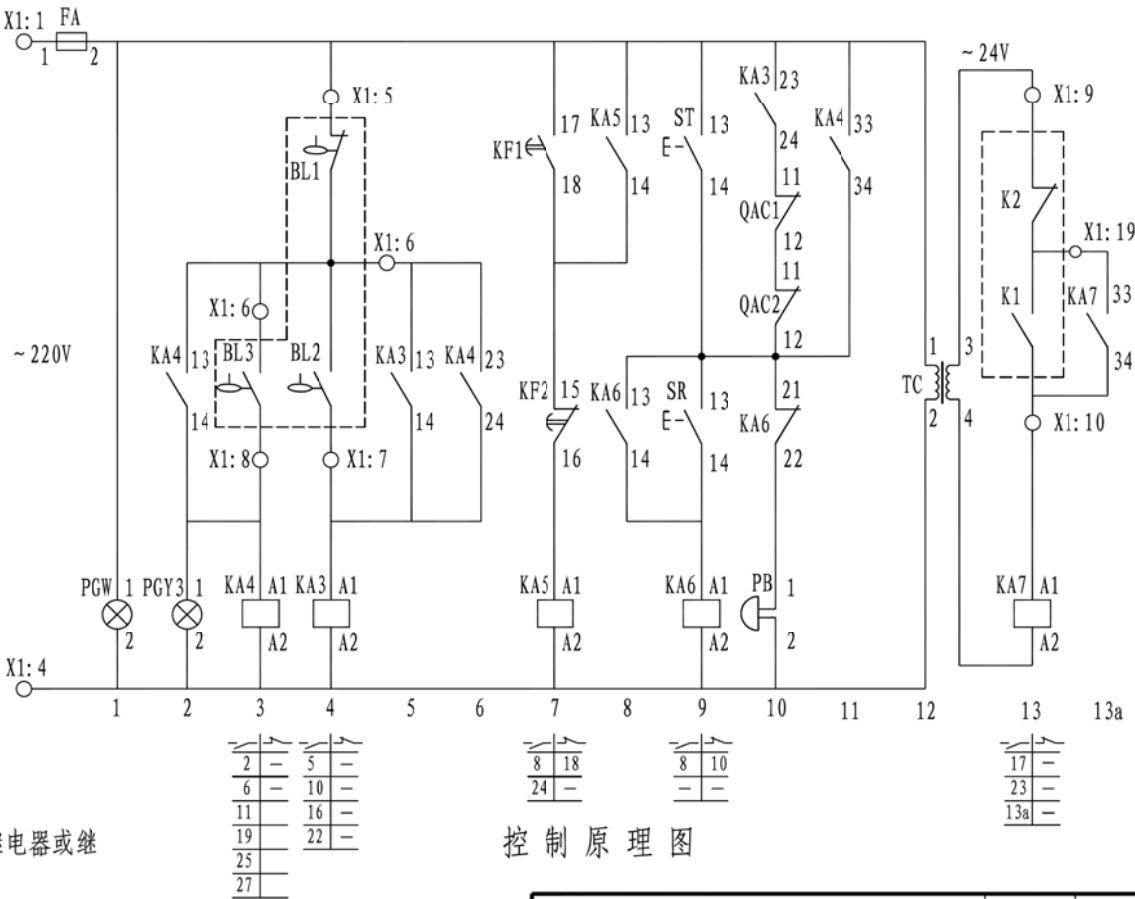 X1:1 FA
1 2
~24V
X1:5
X1:9
KA3 23
24
BL1
KF1 17
18
KA5 13
14
ST 13
E-
14
KA4 33
34
11
QAC1
12
11
QAC2
12
K2
X1:19
X1:6
X1:6
K1
KA7 33
34
~220V
KA4 13
14
BL3
BL2
KA3 13
14
KA4 23
24
KF2 15
16
KA6 13
14
SR 13
E-
14
21
KA6
22
TC
1 3
2 4
X1:10
X1:8
X1:7
PGW 1
2
PGY3 1
2
KA4 A1
A2
KA3 A1
A2
KA5 A1
A2
KA6 A1
A2
PB 1
2
KA7 A1
A2
X1:4
1 2 3 4 5 6 7 8 9 10 11 12 13 13a
2 — 5 — 8 18 8 10 17 —
6 — 10 — 24 — — — 23 —
11 16 — 13a —
19 22 —
25
27
电器或继
控制原理图